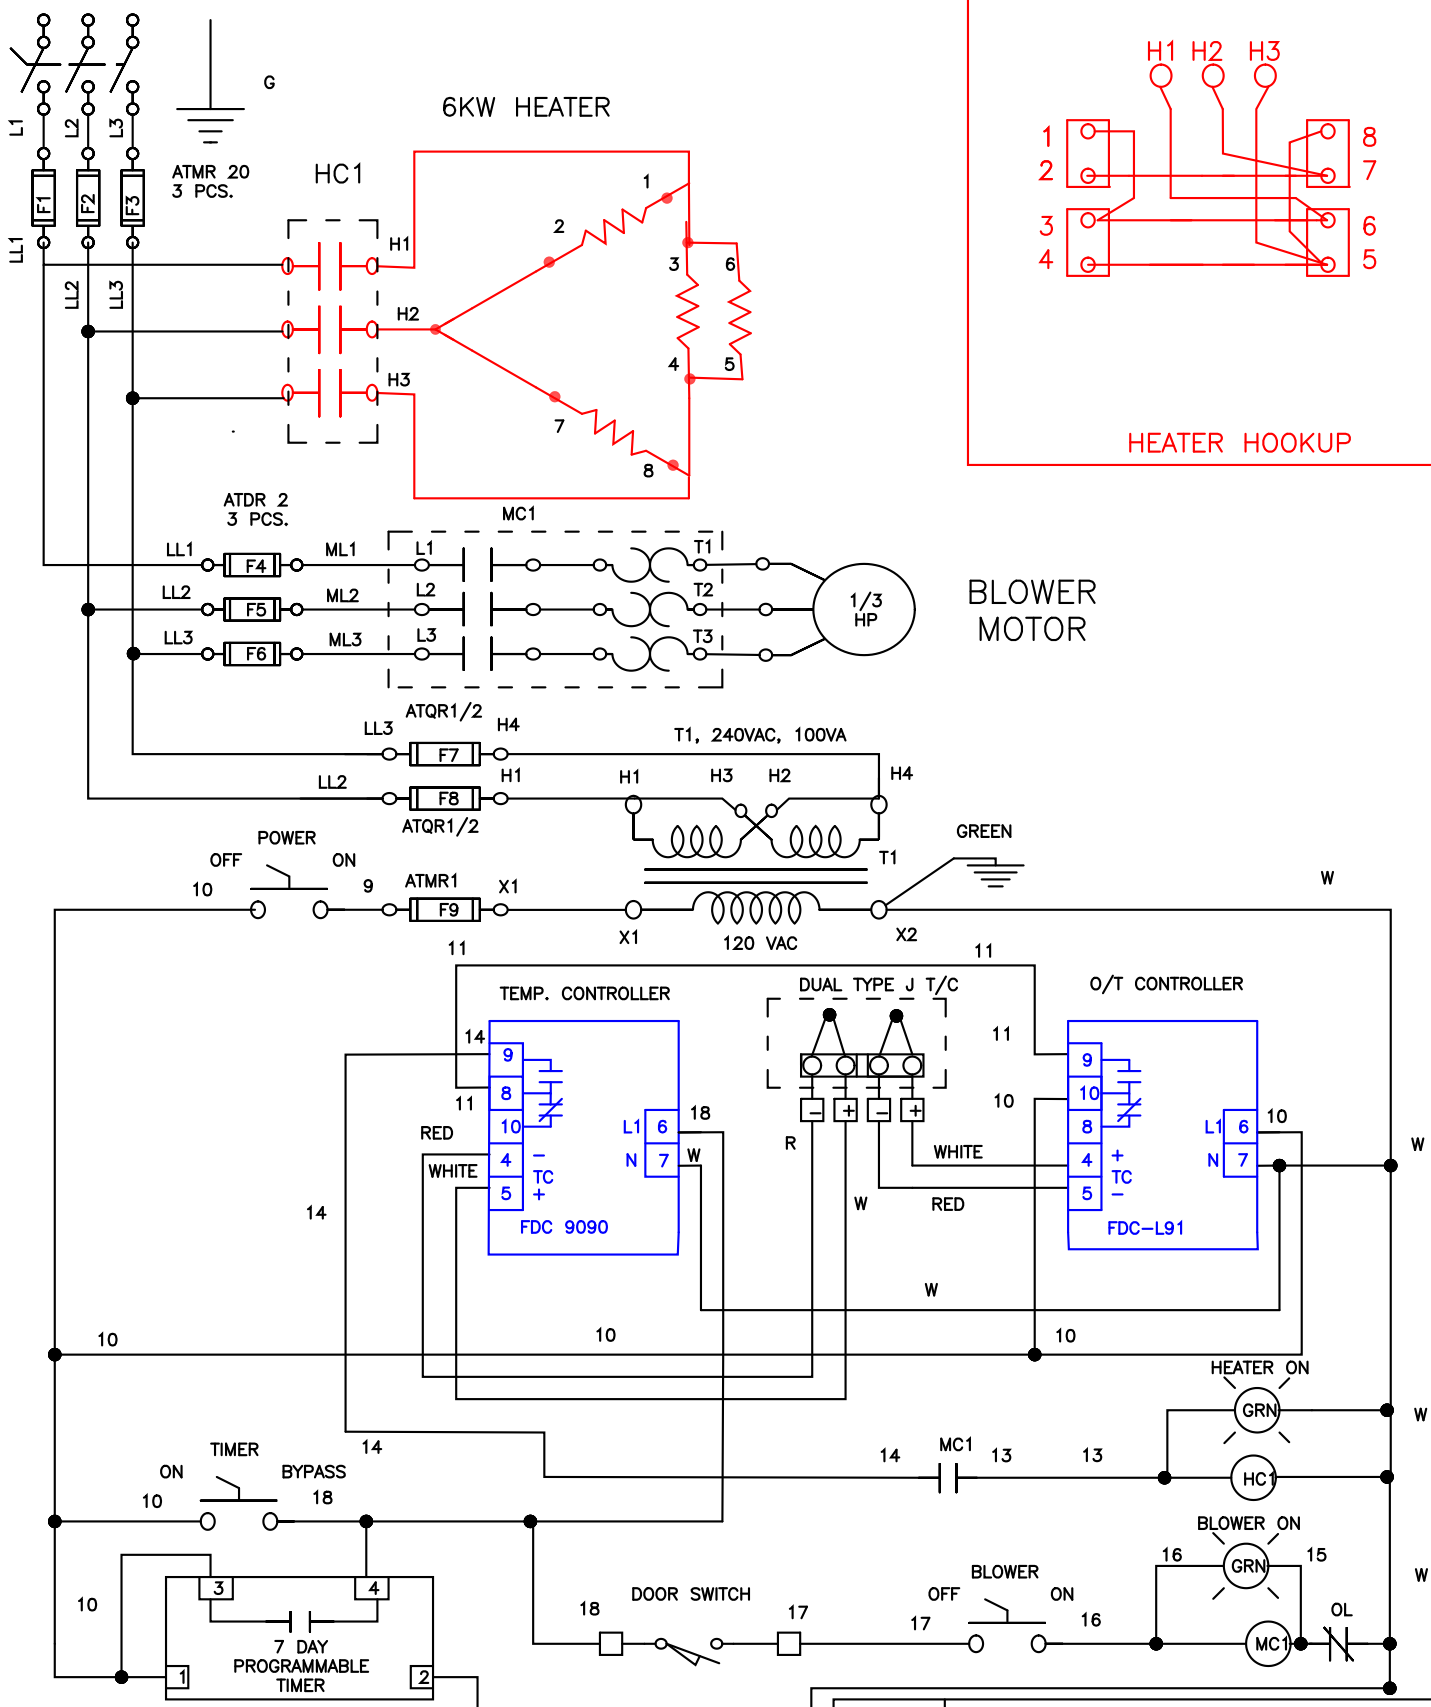 G
L1
L2
L3
ATMR 20
3 PCS.
F1
F2
F3
LL1
LL2
LL3
6KW HEATER
HC1
H1
H2
H3
1
2
3
6
4
5
7
8
H1 H2 H3
1
2
3
4
8
7
6
5
HEATER HOOKUP
ATDR 2
3 PCS.
MC1
LL1
F4
ML1
L1
T1
LL2
F5
ML2
L2
T2
LL3
F6
ML3
L3
T3
1/3
HP
BLOWER
MOTOR
ATQR1/2
LL3
F7
H4
T1, 240VAC, 100VA
LL2
F8
H1
H1
H3
H2
H4
ATQR1/2
POWER
OFF
ON
10
9
ATMR1
F9
X1
X1
120 VAC
X2
T1
GREEN
W
11
11
TEMP. CONTROLLER
DUAL TYPE J T/C
O/T CONTROLLER
14
9
8
11
10
RED
4
-
WHITE
TC
5
+
FDC 9090
L1
6
18
N
7
W
-
+
-
+
R
W
WHITE
RED
11
9
10
10
8
4
+
TC
5
-
FDC-L91
L1
6
10
N
7
W
14
W
10
10
10
HEATER ON
GRN
W
14
14
MC1
13
13
HC1
TIMER
ON
BYPASS
10
18
BLOWER ON
16
GRN
15
W
10
3
4
7 DAY
PROGRAMMABLE
TIMER
1
2
DOOR SWITCH
18
17
BLOWER
OFF
ON
17
16
MC1
OL